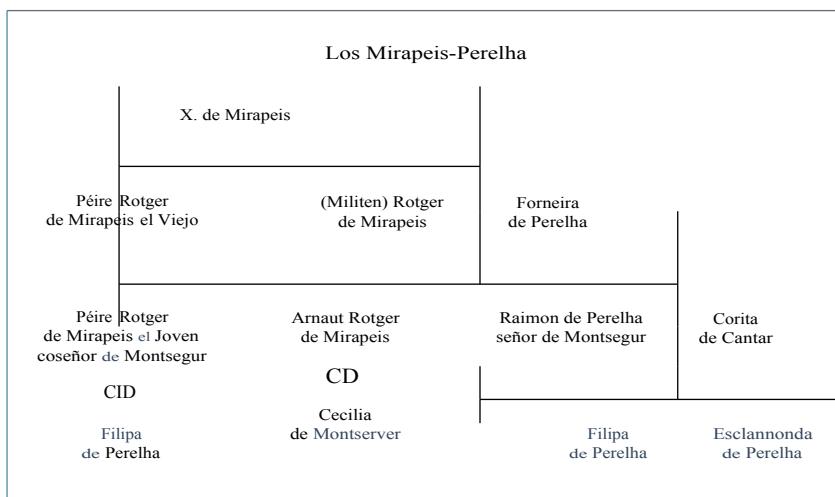 Los Mirapeis-Perelha
X. de Mirapeis
Péire Rotger
de Mirapeis el Viejo
(Militen) Rotger
de Mirapeis
Forneira
de Perelha
Péire Rotger
de Mirapeis el Joven
coseñor de Montsegur
Arnaut Rotger
de Mirapeis
Raimon de Perelha
señor de Montsegur
Corita
de Cantar
CID
CD
Filipa
de Perelha
Cecilia
de Montserver
Filipa
de Perelha
Esclannonda
de Perelha